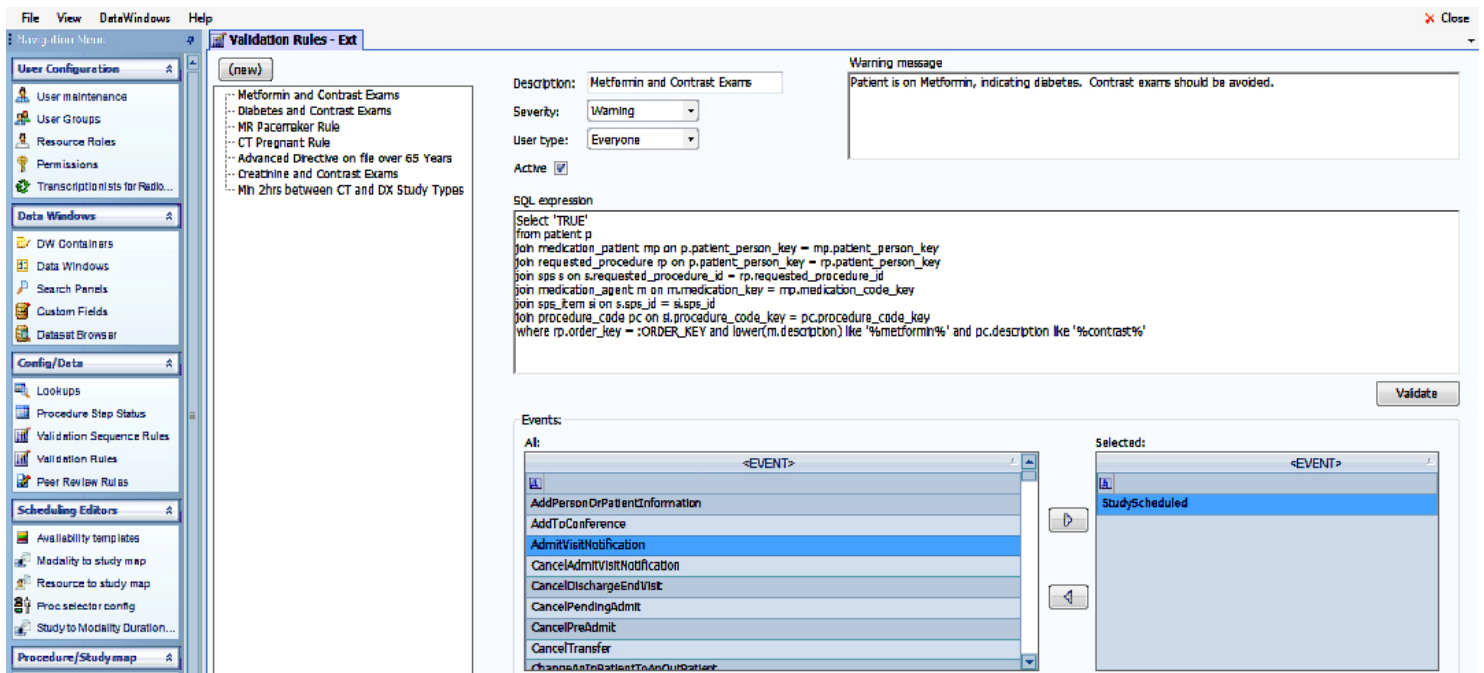 File View DataWindows Help
Close
Navigation Menu
Validation Rules - Ext
User Configuration
User maintenance
User Groups
Resource Roles
Permissions
Transcriptionists for Radio...
Data Windows
DW Containers
Data Windows
Search Panels
Custom Fields
Dataset Browser
Config/Data
Lookups
Procedure Step Status
Validation Sequence Rules
Validation Rules
Peer Review Rules
Scheduling Editors
Availability templates
Modality to study map
Resource to study map
Proc selector config
Study to Modality Duration...
Procedure/Study map
(new)
Metformin and Contrast Exams
Diabetes and Contrast Exams
MR Pacemaker Rule
CT Pregnant Rule
Advanced Directive on file over 65 Years
Creatinine and Contrast Exams
Min 2hrs between CT and DX Study Types
Description: Metformin and Contrast Exams
Severity: Warning
User type: Everyone
Active
Warning message
Patient is on Metformin, indicating diabetes. Contrast exams should be avoided.
SQL expression
Select 'TRUE'
from patient p
join medication_patient mp on p.patient_person_key = mp.patient_person_key
join requested_procedure rp on p.patient_person_key = rp.patient_person_key
join sps s on s.requested_procedure_id = rp.requested_procedure_id
join medication_agent m on m.medication_key = mp.medication_code_key
join sps_item si on s.sps_id = si.sps_id
join procedure_code pc on si.procedure_code_key = pc.procedure_code_key
where rp.order_key = :ORDER_KEY and lower(m.description) like '%metformin%' and pc.description like '%contrast%'
Validate
Events:
All:
<EVENT>
A
AddPersonOrPatientInformation
AddToConference
AdmitVisitNotification
CancelAdmitVisitNotification
CancelDischargeEndVisit
CancelPendingAdmit
CancelPreAdmit
CancelTransfer
ChangeAnInPatientToAnOutPatient
Selected:
<EVENT>
A
StudyScheduled